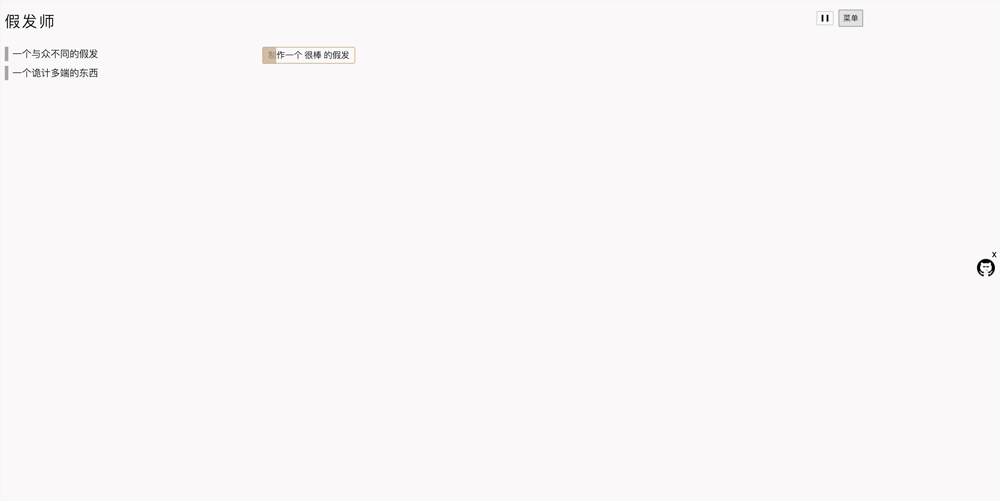 假发师
菜单
一个与众不同的假发
制作一个 很棒 的假发
一个诡计多端的东西
x